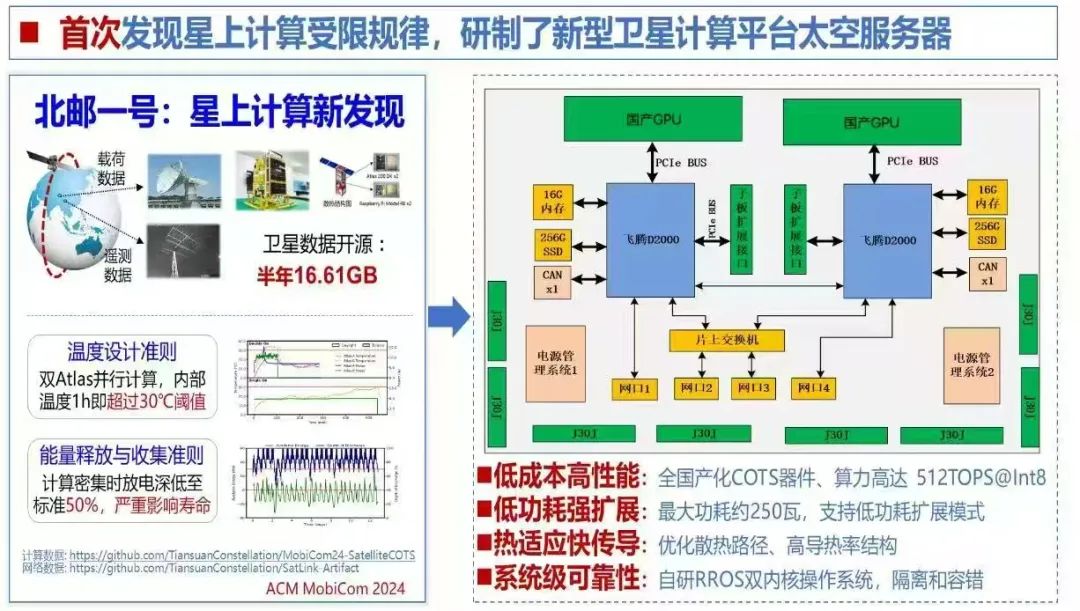 ■ 首次发现星上计算受限规律，研制了新型卫星计算平台太空服务器
北邮一号：星上计算新发现
载荷
数据
遥测
数据
Atlas 200 DK x2
散热结构图
Raspberry Pi Model 4B x2
卫星数据开源：
半年16.61GB
温度设计准则
双Atlas并行计算，内部
温度1h即超过30℃阈值
能量释放与收集准则
计算密集时放电深低至
标准50%，严重影响寿命
计算数据: https://github.com/TiansuanConstellation/MobiCom24-SatelliteCOTS
网络数据: https://github.com/TiansuanConstellation/SatLink-Artifact
ACM MobiCom 2024
国产GPU
国产GPU
PCIe BUS
PCIe BUS
16G
内存
256G
SSD
CAN
x1
飞腾D2000
PCIe BUS
子板扩展接口
子板扩展接口
飞腾D2000
16G
内存
256G
SSD
CAN
x1
J30J
J30J
J30J
J30J
电源管
理系统1
片上交换机
电源管
理系统2
网口1
网口2
网口3
网口4
J30J
J30J
J30J
J30J
■低成本高性能：全国产化COTS器件、算力高达 512TOPS@Int8
■低功耗强扩展：最大功耗约250瓦，支持低功耗扩展模式
■热适应快传导：优化散热路径、高导热率结构
■系统级可靠性：自研RROS双内核操作系统，隔离和容错